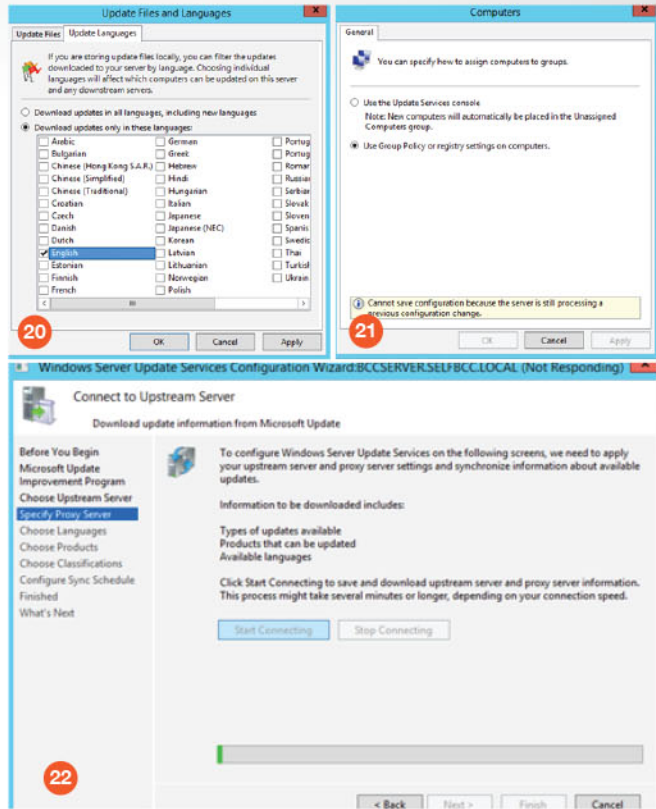 Update Files and Languages
Update Files
Update Languages
If you are storing update files locally, you can filter the updates
downloaded to your server by language. Choosing individual
languages will affect which computers can be updated on this server
and any downstream servers.
Download updates in all languages, including new languages
Download updates only in these languages:
Arabic
German
Portug
Bulgarian
Greek
Portug
Chinese (Hong Kong S.A.R.)
Hebrew
Romar
Chinese (Simplified)
Hindi
Russian
Chinese (Traditional)
Hungarian
Serbian
Croatian
Italian
Slovak
Czech
Japanese
Sloven
Danish
Japanese (NEC)
Spanis
Dutch
Korean
Swedis
English
Latvian
Thai
Estonian
Lithuanian
Turkish
Finnish
Norwegian
Ukrain
French
Polish
20
OK
Cancel
Apply
Computers
General
You can specify how to assign computers to groups.
Use the Update Services console
Note: New computers will automatically be placed in the Unassigned
Computers group.
Use Group Policy or registry settings on computers.
Cannot save configuration because the server is still processing a
previous configuration change.
21
OK
Cancel
Apply
Windows Server Update Services Configuration Wizard:BCCSERVER.SELFBCC.LOCAL (Not Responding)
Connect to Upstream Server
Download update information from Microsoft Update
Before You Begin
Microsoft Update
Improvement Program
Choose Upstream Server
Specify Proxy Server
Choose Languages
Choose Products
Choose Classifications
Configure Sync Schedule
Finished
What's Next
To configure Windows Server Update Services on the following screens, we need to apply
your upstream server and proxy server settings and synchronize information about available
updates.
Information to be downloaded includes:
Types of updates available
Products that can be updated
Available languages
Click Start Connecting to save and download upstream server and proxy server information.
This process might take several minutes or longer, depending on your connection speed.
Start Connecting
Stop Connecting
22
< Back
Next >
Finish
Cancel